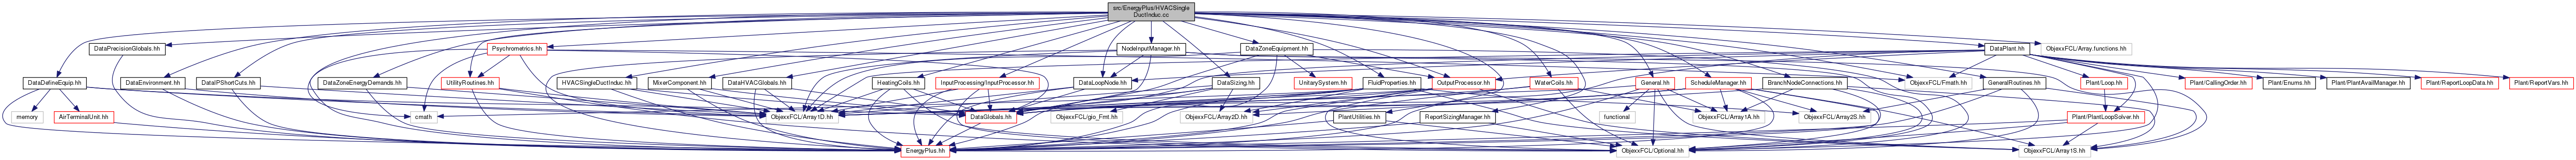 src/EnergyPlus/HVACSingle
DuctInduc.cc
DataPrecisionGlobals.hh
Psychrometrics.hh
NodeInputManager.hh
DataZoneEquipment.hh
DataPlant.hh
ObjexxFCL/Array.functions.hh
DataDefineEquip.hh
DataEnvironment.hh
DataIPShortCuts.hh
DataZoneEnergyDemands.hh
UtilityRoutines.hh
HVACSingleDuctInduc.hh
MixerComponent.hh
DataHVACGlobals.hh
HeatingCoils.hh
InputProcessing/InputProcessor.hh
DataLoopNode.hh
DataSizing.hh
UnitarySystem.hh
FluidProperties.hh
OutputProcessor.hh
WaterCoils.hh
General.hh
ScheduleManager.hh
BranchNodeConnections.hh
ObjexxFCL/Fmath.hh
GeneralRoutines.hh
Plant/Loop.hh
Plant/CallingOrder.hh
Plant/Enums.hh
Plant/PlantAvailManager.hh
Plant/ReportLoopData.hh
Plant/ReportVars.hh
memory
AirTerminalUnit.hh
cmath
ObjexxFCL/Array1D.hh
DataGlobals.hh
ObjexxFCL/gio_Fmt.hh
ObjexxFCL/Array2D.hh
PlantUtilities.hh
ReportSizingManager.hh
functional
ObjexxFCL/Array1A.hh
ObjexxFCL/Array2S.hh
Plant/PlantLoopSolver.hh
EnergyPlus.hh
ObjexxFCL/Optional.hh
ObjexxFCL/Array1S.hh